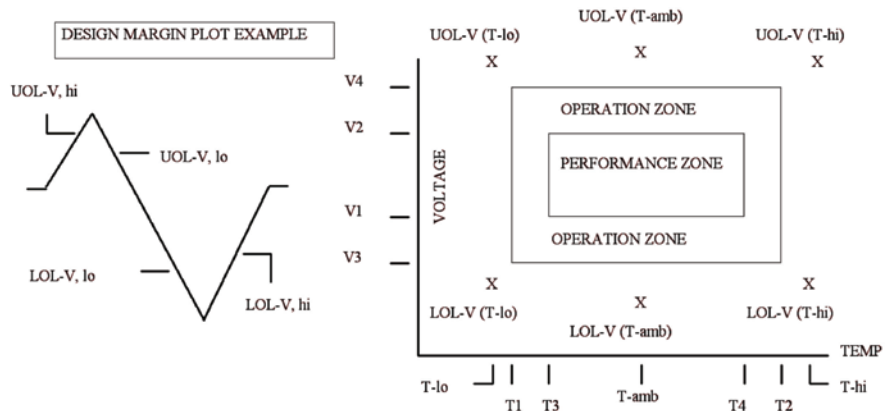 DESIGN MARGIN PLOT EXAMPLE
UOL-V, hi
UOL-V, lo
LOL-V, lo
LOL-V, hi
UOL-V (T-lo)
UOL-V (T-amb)
UOL-V (T-hi)
X
X
X
V4
V2
V1
V3
VOLTAGE
OPERATION ZONE
PERFORMANCE ZONE
OPERATION ZONE
X
X
X
LOL-V (T-lo)
LOL-V (T-amb)
LOL-V (T-hi)
TEMP
T-lo
T1
T3
T-amb
T4
T2
T-hi